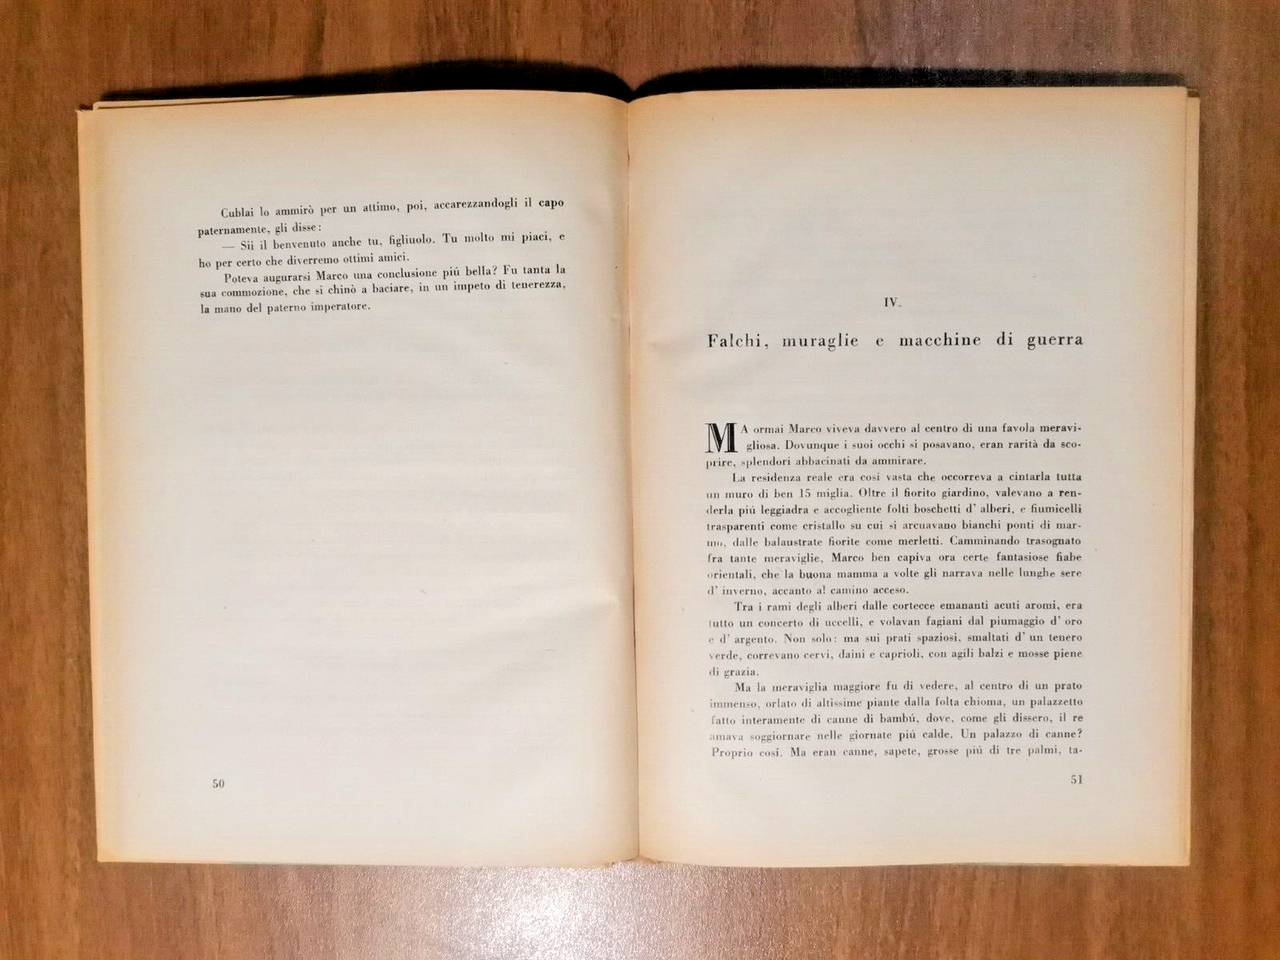 Cublai lo ammirò per un attimo, poi, accarezzandogli il capo
paternamente, gli disse:
— Sii il benvenuto anche tu, figliuolo. Tu molto mi piaci, e
ho per certo che diverremo ottimi amici.
Poteva augurarsi Marco una conclusione piú bella? Fu tanta la
sua commozione, che si chinò a baciare, in un impeto di tenerezza,
la mano del paterno imperatore.
50
IV.
Falchi, muraglie e macchine di guerra
MA ormai Marco viveva davvero al centro di una favola meravi-
gliosa. Dovunque i suoi occhi si posavano, eran rarità da sco-
prire, splendori abbacinati da ammirare.
La residenza reale era cosí vasta che occorreva a cintarla tutta
un muro di ben 15 miglia. Oltre il fiorito giardino, valevano a ren-
derla piú leggiadra e accogliente folti boschetti d' alberi, e fiumicelli
trasparenti come cristallo su cui si arcuavano bianchi ponti di mar-
mo, dalle balaustrate fiorite come merletti. Camminando trasognato
fra tante meraviglie, Marco ben capiva ora certe fantasiose fiabe
orientali, che la buona mamma a volte gli narrava nelle lunghe sere
d' inverno, accanto al camino acceso.
Tra i rami degli alberi dalle cortecce emananti acuti aromi, era
tutto un concerto di uccelli, e volavan fagiani dal piumaggio d' oro
e d' argento. Non solo: ma sui prati spaziosi, smaltati d' un tenero
verde, correvano cervi, daini e caprioli, con agili balzi e mosse piene
di grazia.
Ma la meraviglia maggiore fu di vedere, al centro di un prato
immenso, orlato di altissime piante dalla folta chioma, un palazzetto
fatto interamente di canne di bambú, dove, come gli dissero, il re
amava soggiornare nelle giornate piú calde. Un palazzo di canne?
Proprio cosí. Ma eran canne, sapete, grosse piú di tre palmi, ta-
51